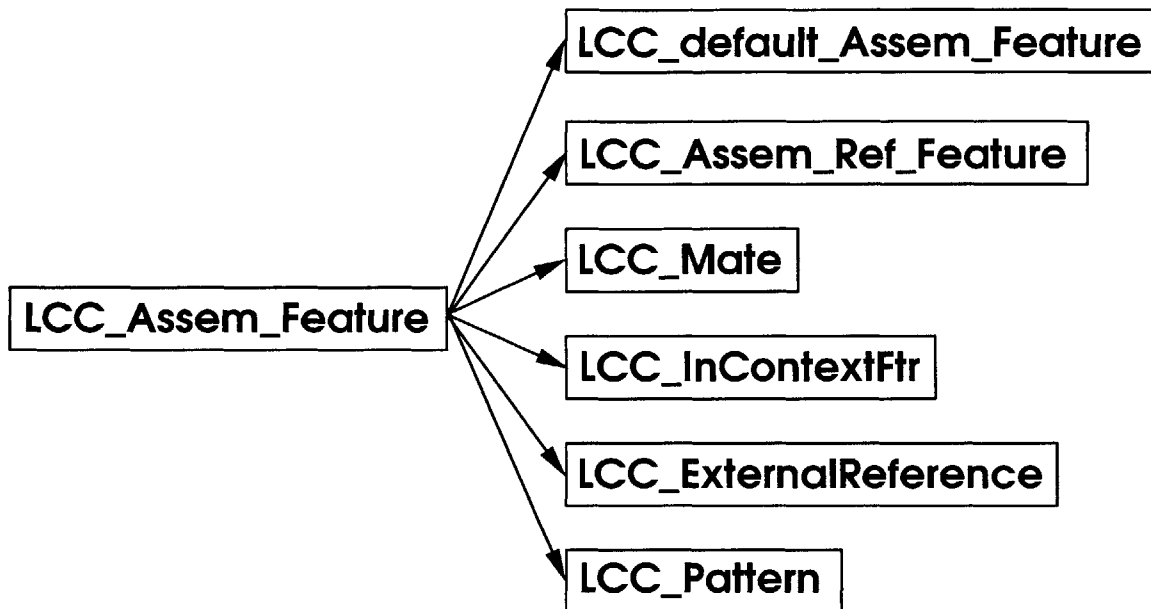 LCC_default_Assem_Feature
LCC_Assem_Ref_Feature
LCC_Mate
LCC_Assem_Feature
LCC_InContextFtr
LCC_ExternalReference
LCC_Pattern